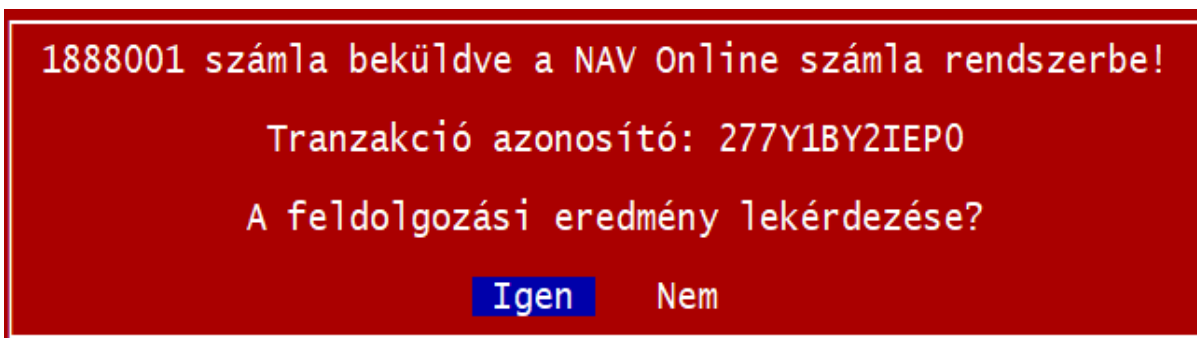 1888001 számla beküldve a NAV Online számla rendszerbe!
Tranzakció azonosító: 277Y1BY2IEP0
A feldolgozási eredmény lekérdezése?
Igen Nem